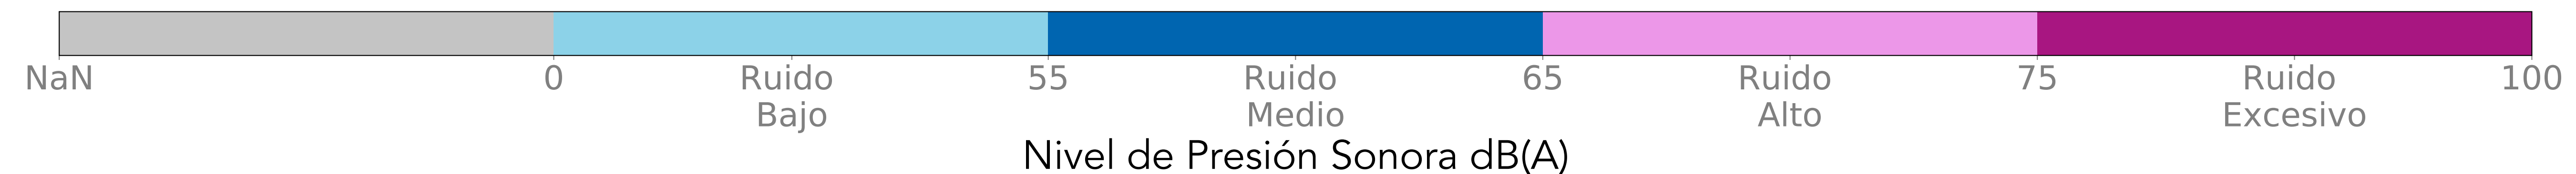 NaN 0 Ruido 55 Ruido 65 Ruido 75 Ruido 100
Bajo Medio Alto Excesivo
Nivel de Presión Sonora dB(A)